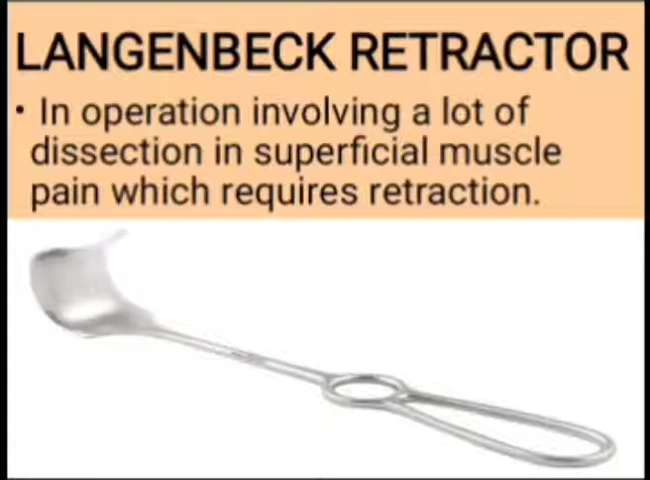 LANGENBECK RETRACTOR
• In operation involving a lot of
dissection in superficial muscle
pain which requires retraction.